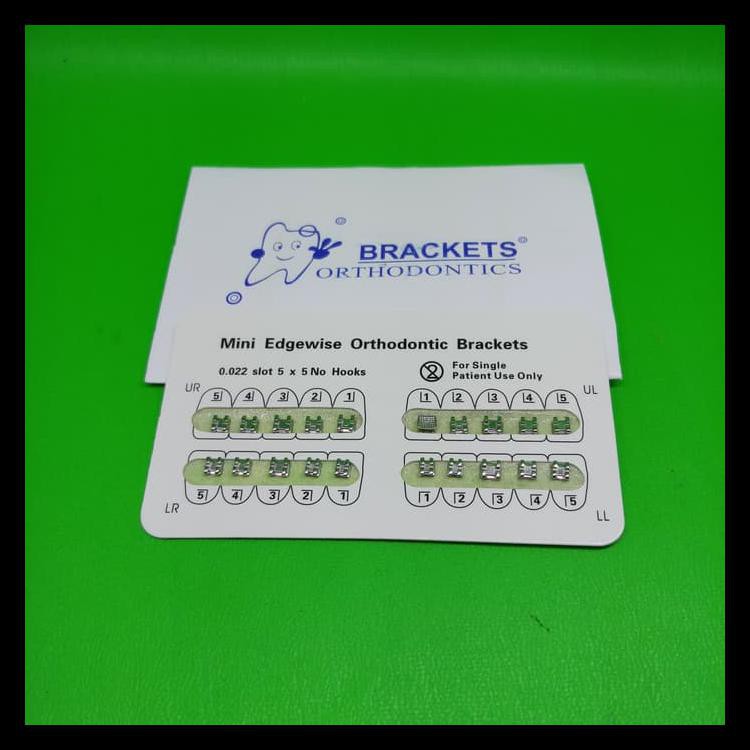 BRACKETS
ORTHODONTICS
Mini Edgewise Orthodontic Brackets
0.022 slot 5 x 5 No Hooks
2
For Single
Patient Use Only
UR
5 4 3 2 1
1 2 3 4 5
UL
LR
5 4 3 2 1
1 2 3 4 5
LL